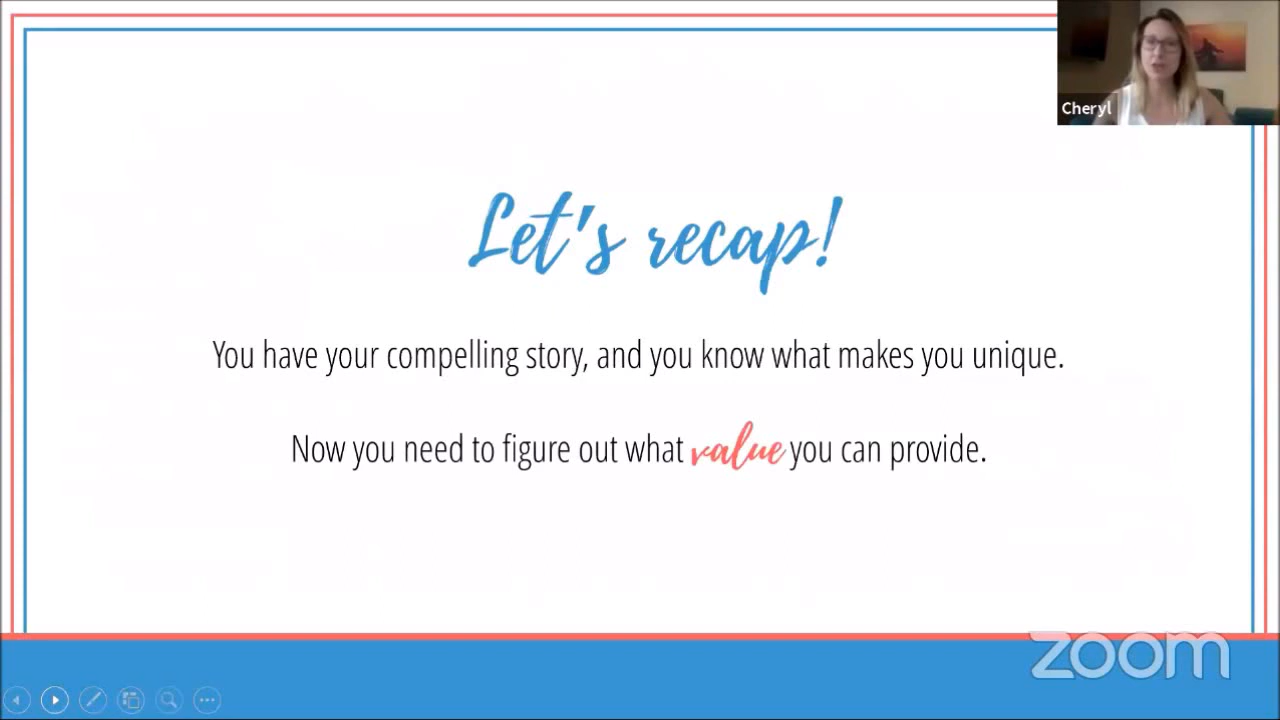 Cheryl
Let's recap!
You have your compelling story, and you know what makes you unique.
Now you need to figure out what value you can provide.
zoom